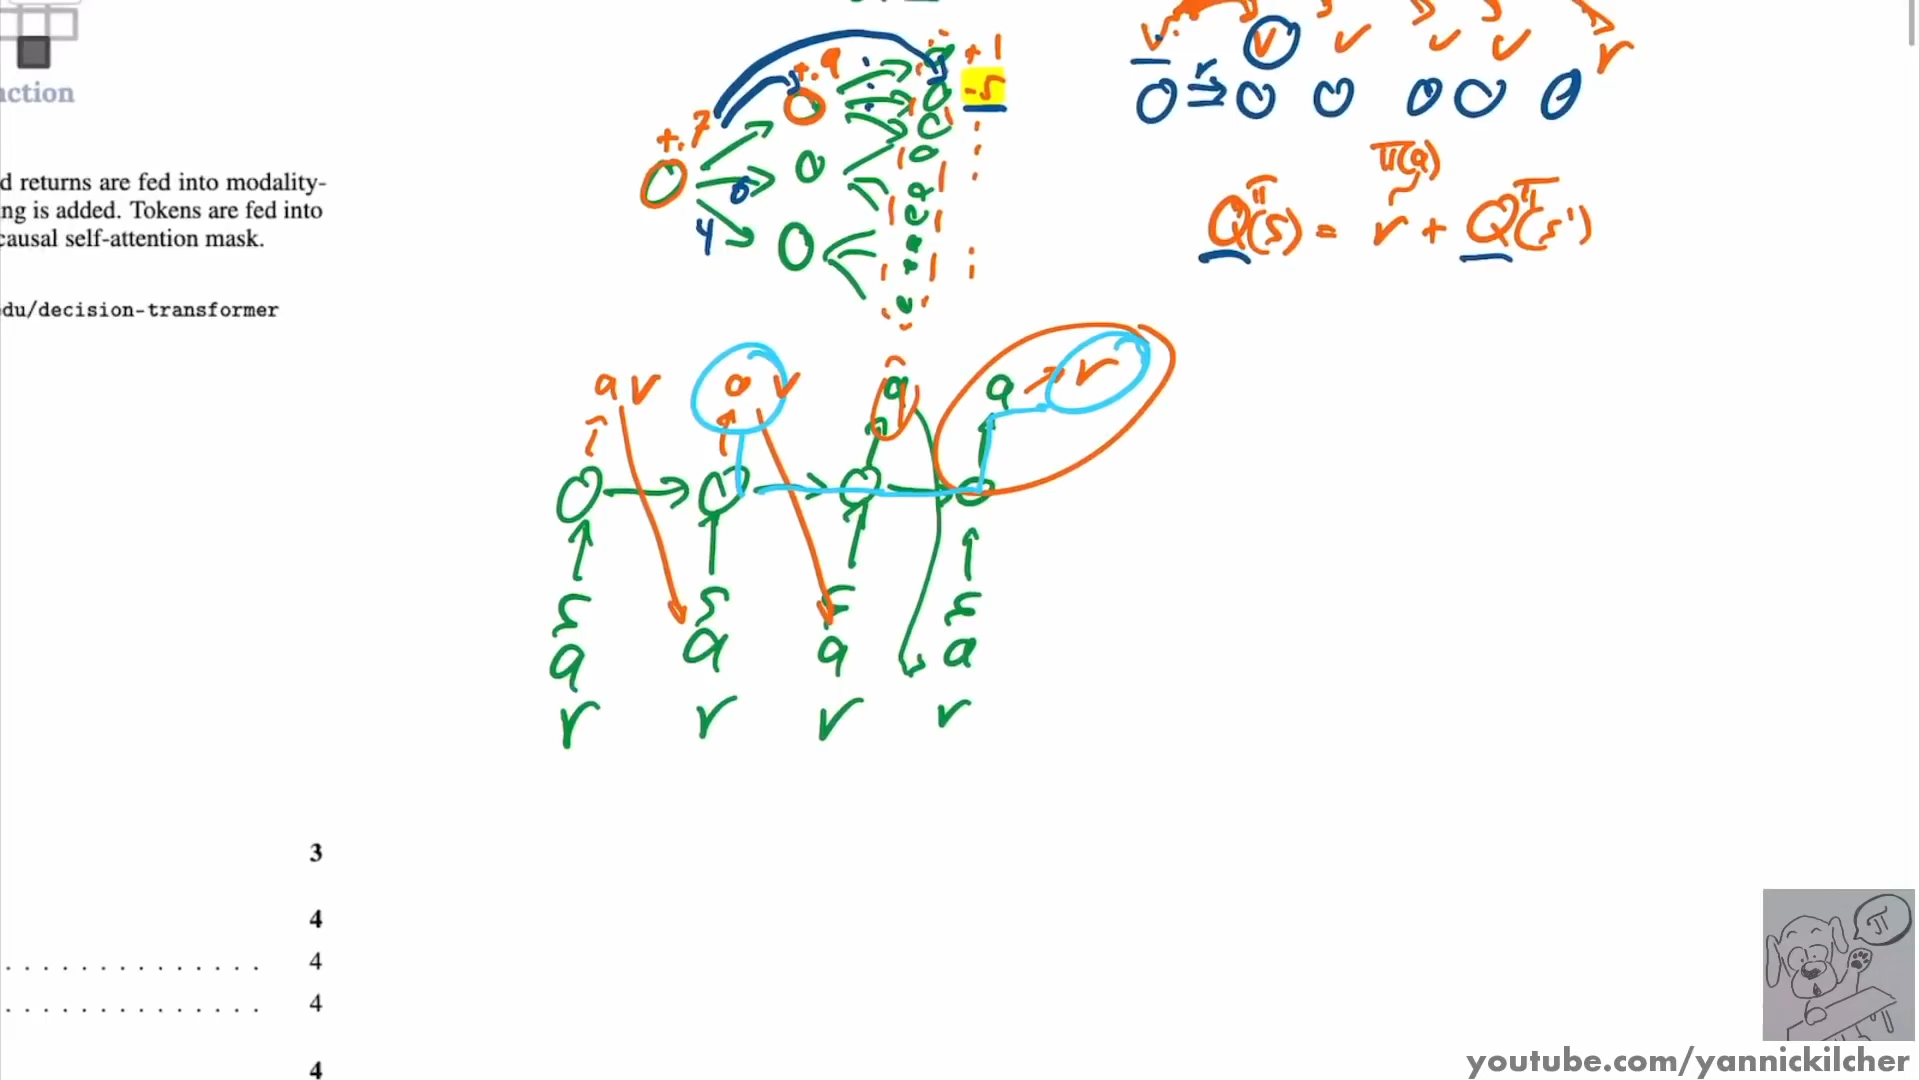 action
d returns are fed into modality-
ng is added. Tokens are fed into
causal self-attention mask.
du/decision-transformer
+.7
+.9
+1
-5
4
V V V V V r
r
π(a)
Q^π(s) = r + Q^π(s')
a v
a v
a
a → r
s s s s
a a a a
r r r r
3
4
. . . . . . . . . . . . . . 4
. . . . . . . . . . . . . . 4
4
π
youtube.com/yannickilcher